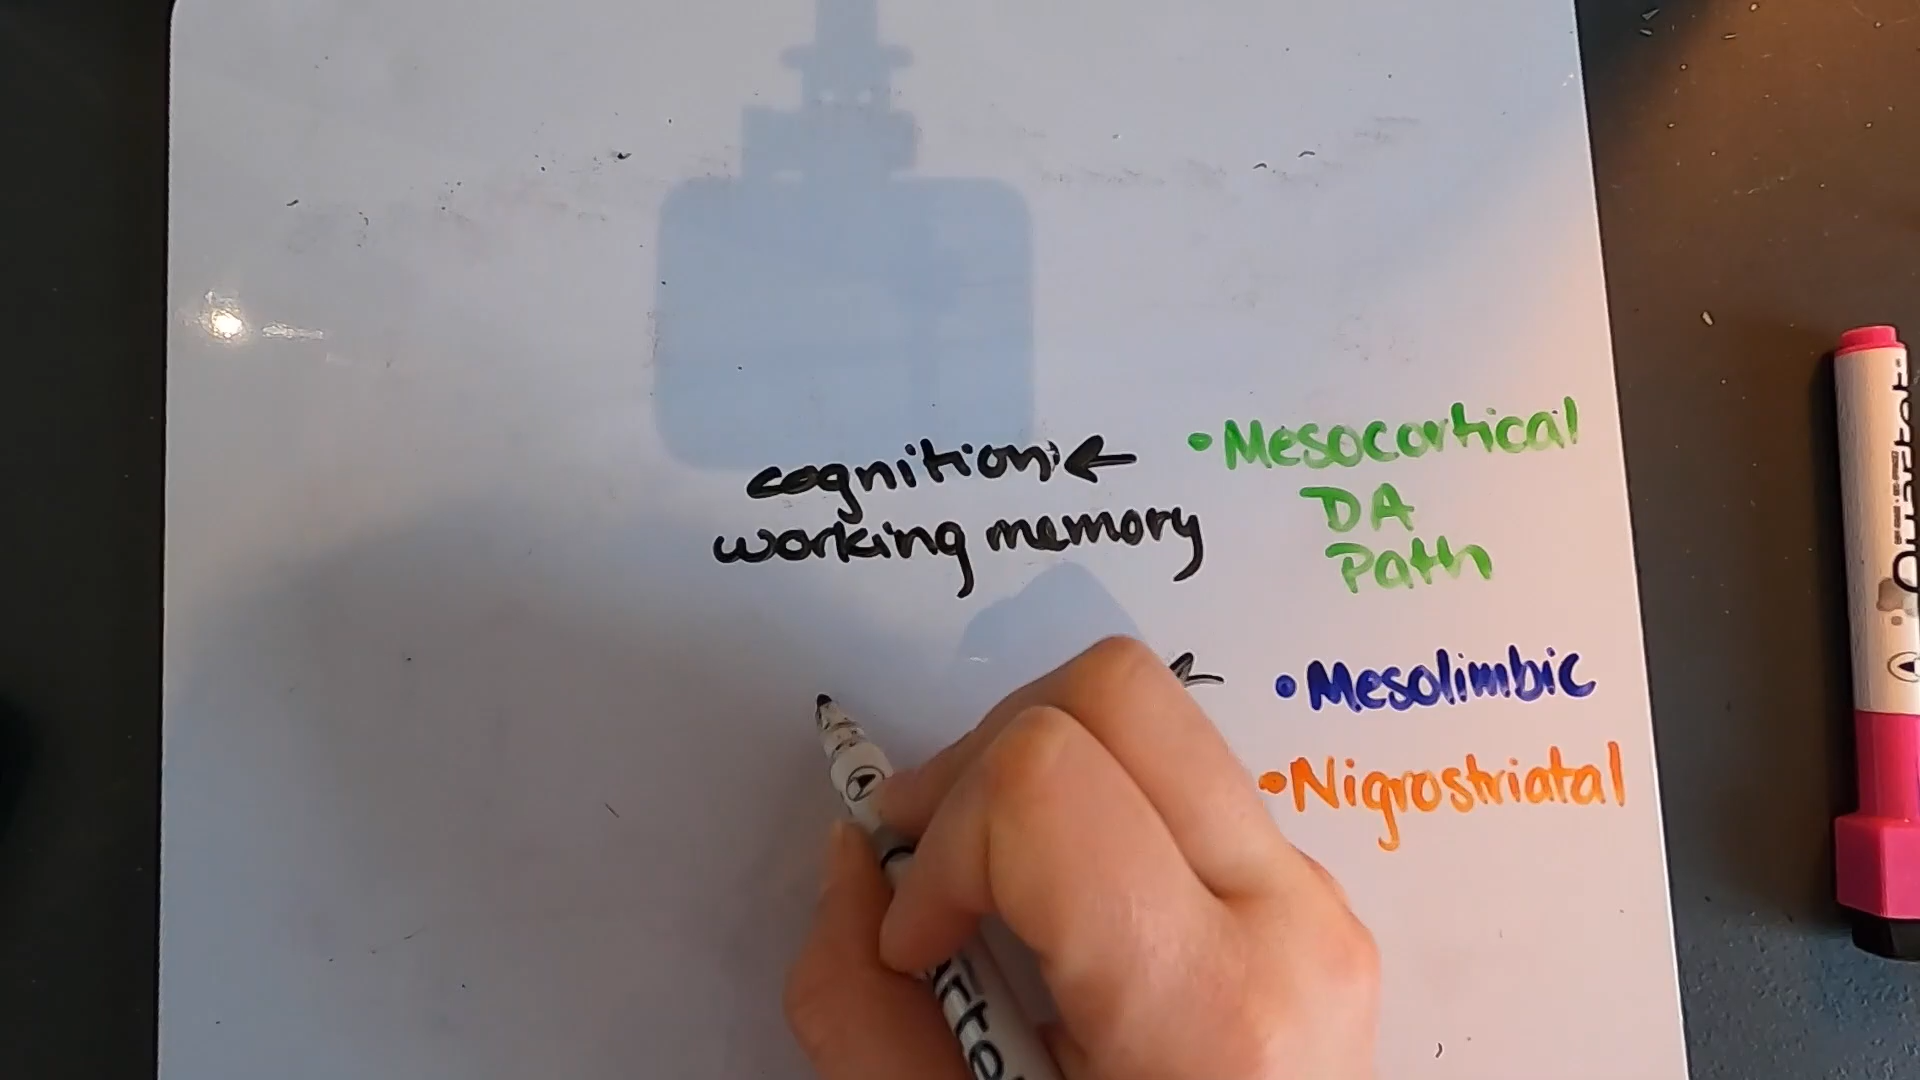 cognition; ← • Mesocortical
working memory DA
Path
← • Mesolimbic
• Nigrostriatal